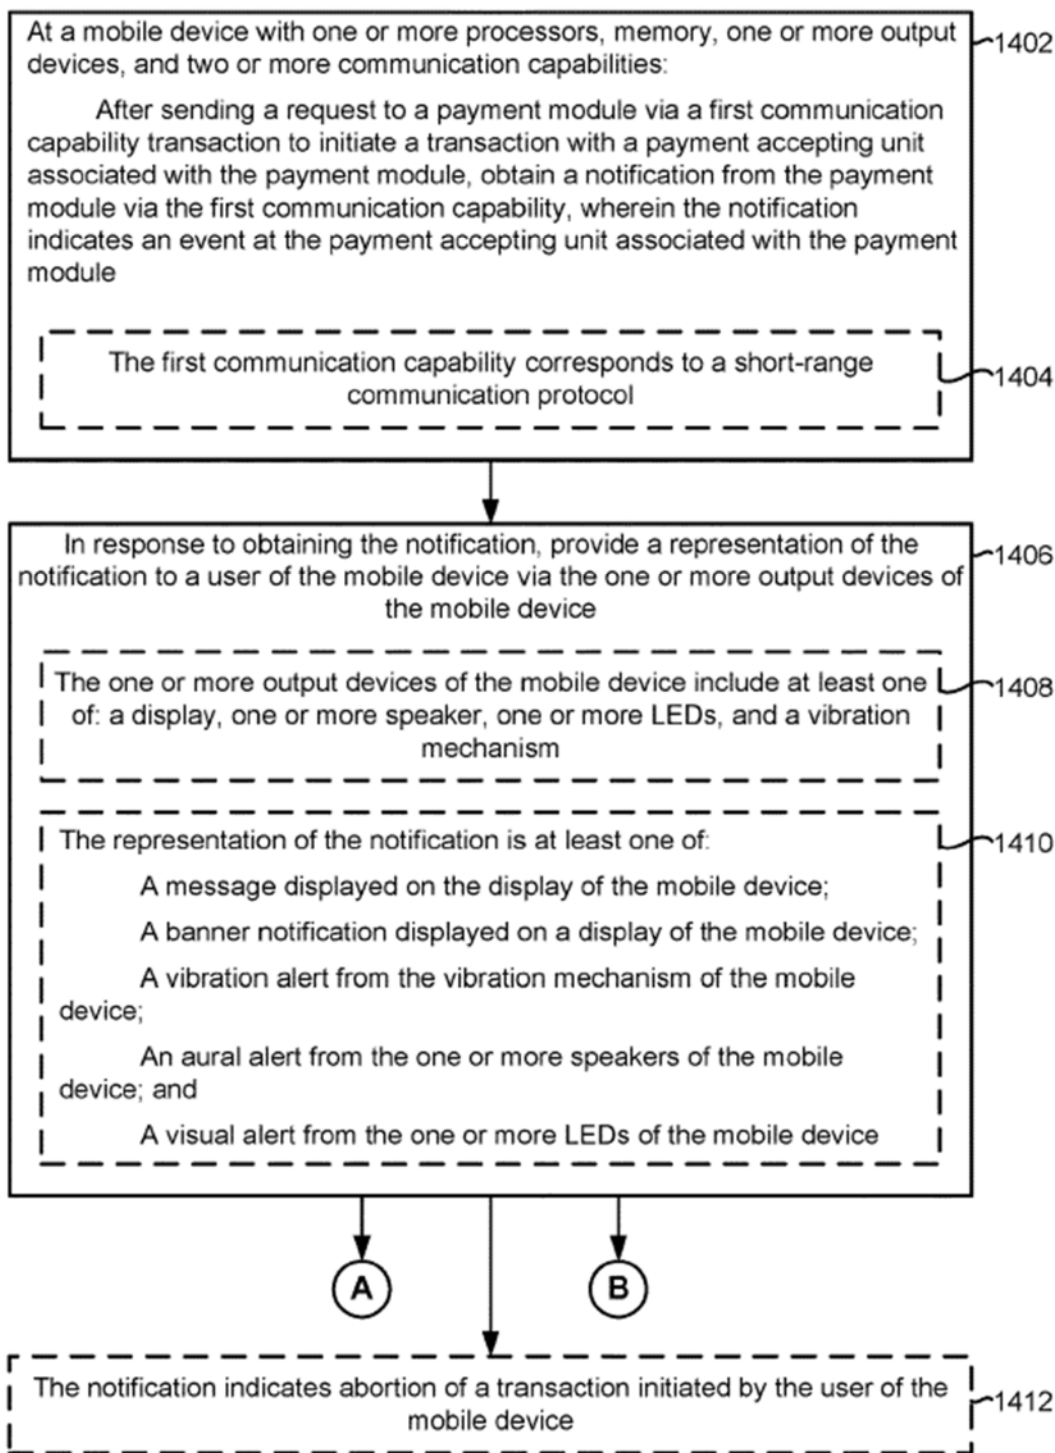 At a mobile device with one or more processors, memory, one or more output
devices, and two or more communication capabilities:
After sending a request to a payment module via a first communication
capability transaction to initiate a transaction with a payment accepting unit
associated with the payment module, obtain a notification from the payment
module via the first communication capability, wherein the notification
indicates an event at the payment accepting unit associated with the payment
module
1402
The first communication capability corresponds to a short-range
communication protocol
1404
In response to obtaining the notification, provide a representation of the
notification to a user of the mobile device via the one or more output devices of
the mobile device
1406
The one or more output devices of the mobile device include at least one
of: a display, one or more speaker, one or more LEDs, and a vibration
mechanism
1408
The representation of the notification is at least one of:
A message displayed on the display of the mobile device;
A banner notification displayed on a display of the mobile device;
A vibration alert from the vibration mechanism of the mobile
device;
An aural alert from the one or more speakers of the mobile
device; and
A visual alert from the one or more LEDs of the mobile device
1410
A
B
The notification indicates abortion of a transaction initiated by the user of the
mobile device
1412